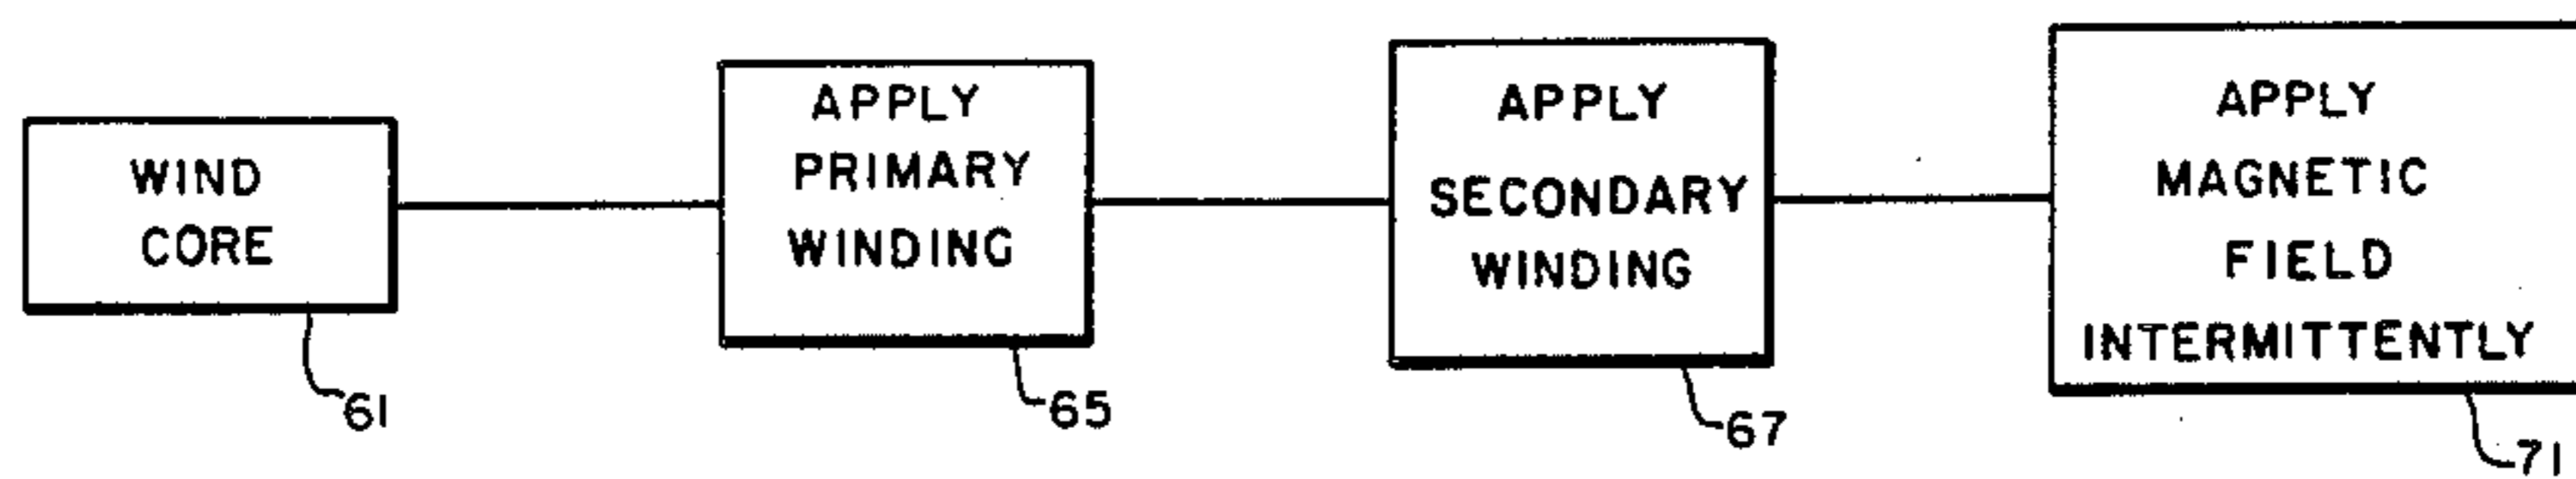 WIND
CORE
61
APPLY
PRIMARY
WINDING
65
APPLY
SECONDARY
WINDING
67
APPLY
MAGNETIC
FIELD
INTERMITTENTLY
71